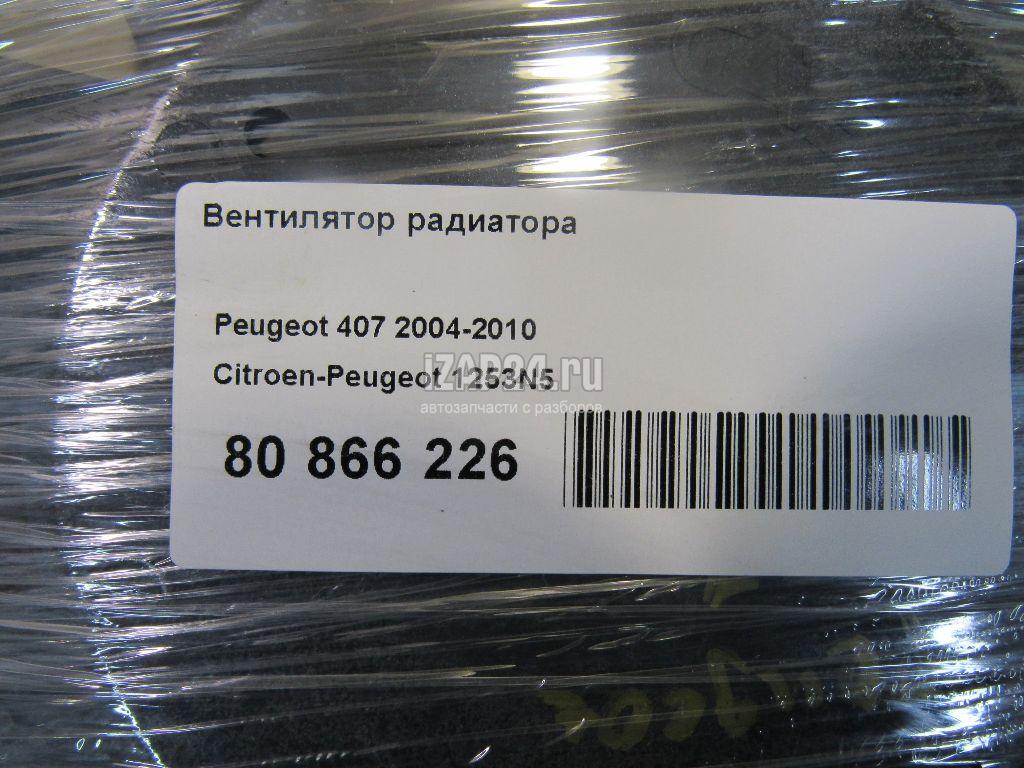 Вентилятор радиатора
Peugeot 407 2004-2010
iZAP24.ru
Citroen-Peugeot 1253N5
автозапчасти с разборов
80 866 226